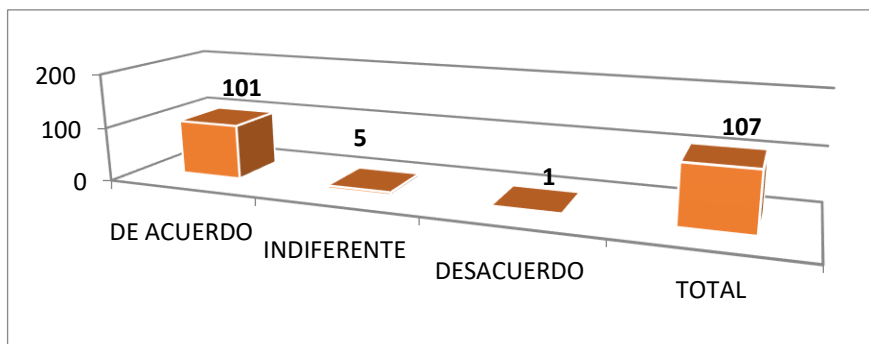 200
100
0
101
5
1
107
DE ACUERDO
INDIFERENTE
DESACUERDO
TOTAL